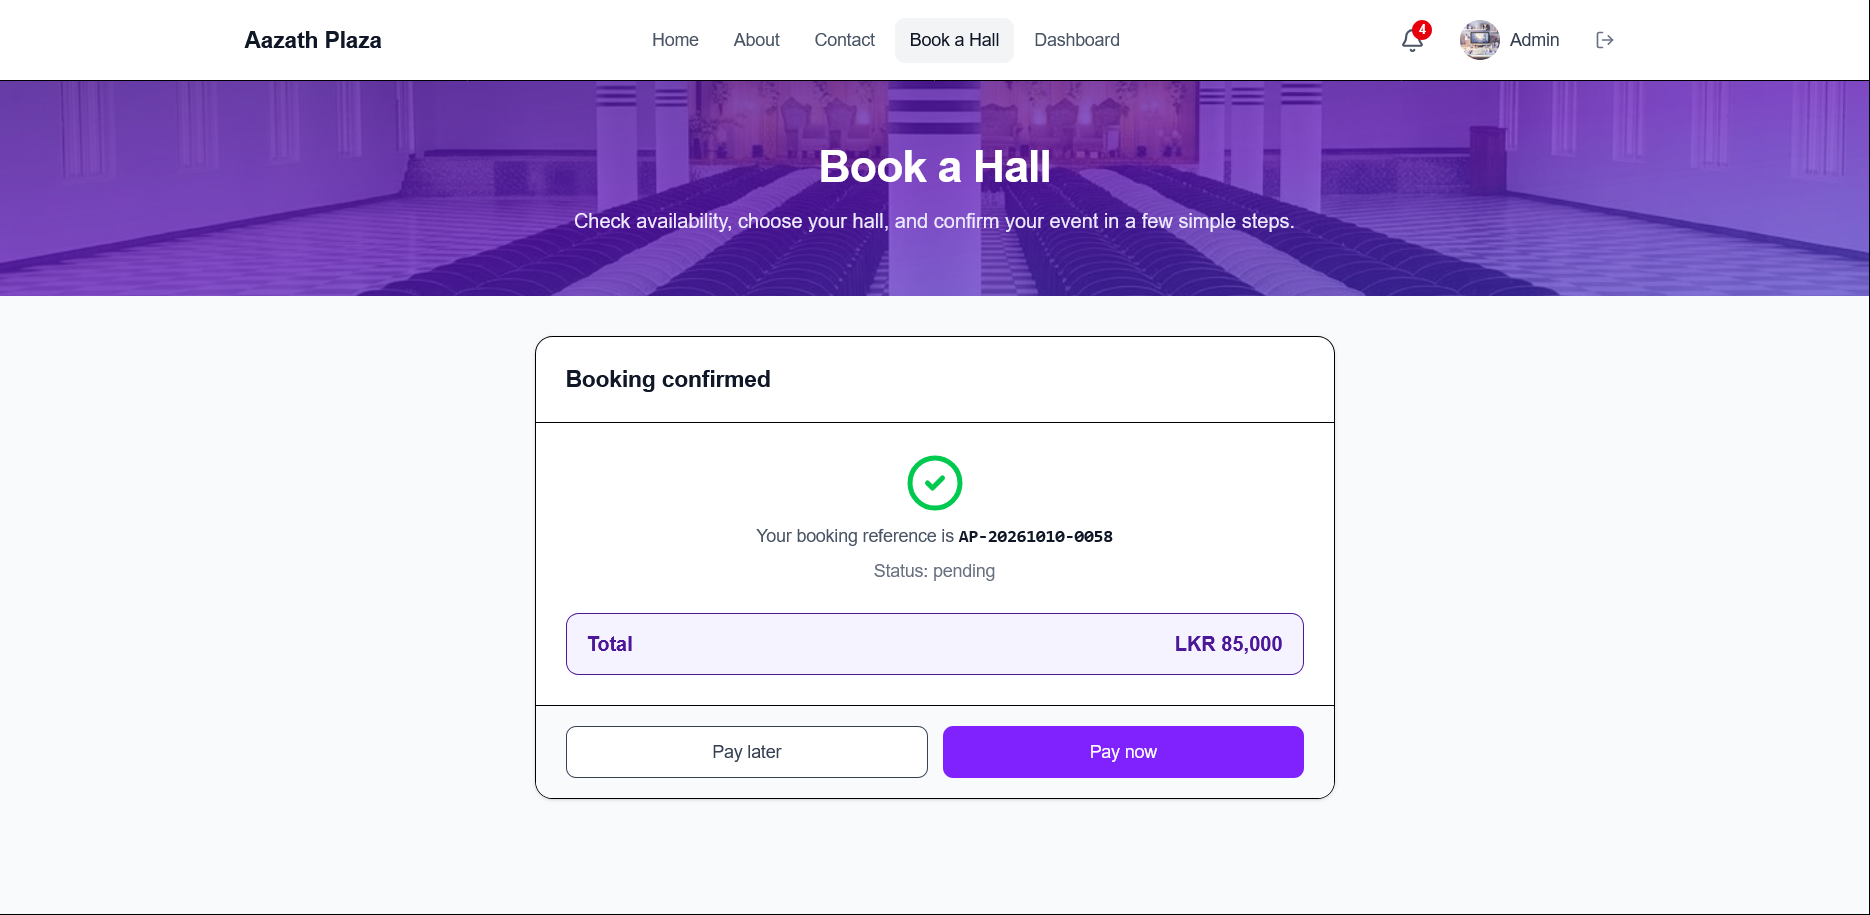 Aazath Plaza
Home
About
Contact
Book a Hall
Dashboard
4
Admin
Book a Hall
Check availability, choose your hall, and confirm your event in a few simple steps.
Booking confirmed
Your booking reference is AP-20261010-0058
Status: pending
Total
LKR 85,000
Pay later
Pay now